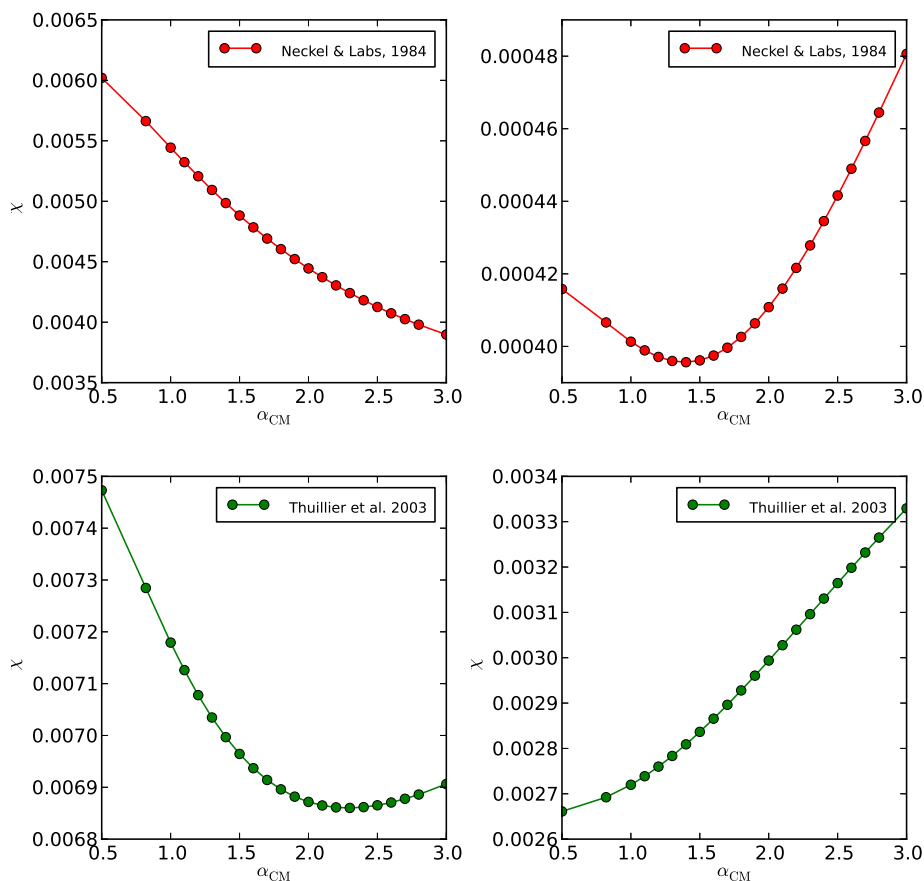 0.0065
0.0060
0.0055
0.0050
0.0045
0.0040
0.0035
χ
Neckel & Labs, 1984
0.5 1.0 1.5 2.0 2.5 3.0
α_CM
0.00048
0.00046
0.00044
0.00042
0.00040
Neckel & Labs, 1984
0.5 1.0 1.5 2.0 2.5 3.0
α_CM
0.0075
0.0074
0.0073
0.0072
0.0071
0.0070
0.0069
0.0068
χ
Thuillier et al. 2003
0.5 1.0 1.5 2.0 2.5 3.0
α_CM
0.0034
0.0033
0.0032
0.0031
0.0030
0.0029
0.0028
0.0027
0.0026
χ
Thuillier et al. 2003
0.5 1.0 1.5 2.0 2.5 3.0
α_CM